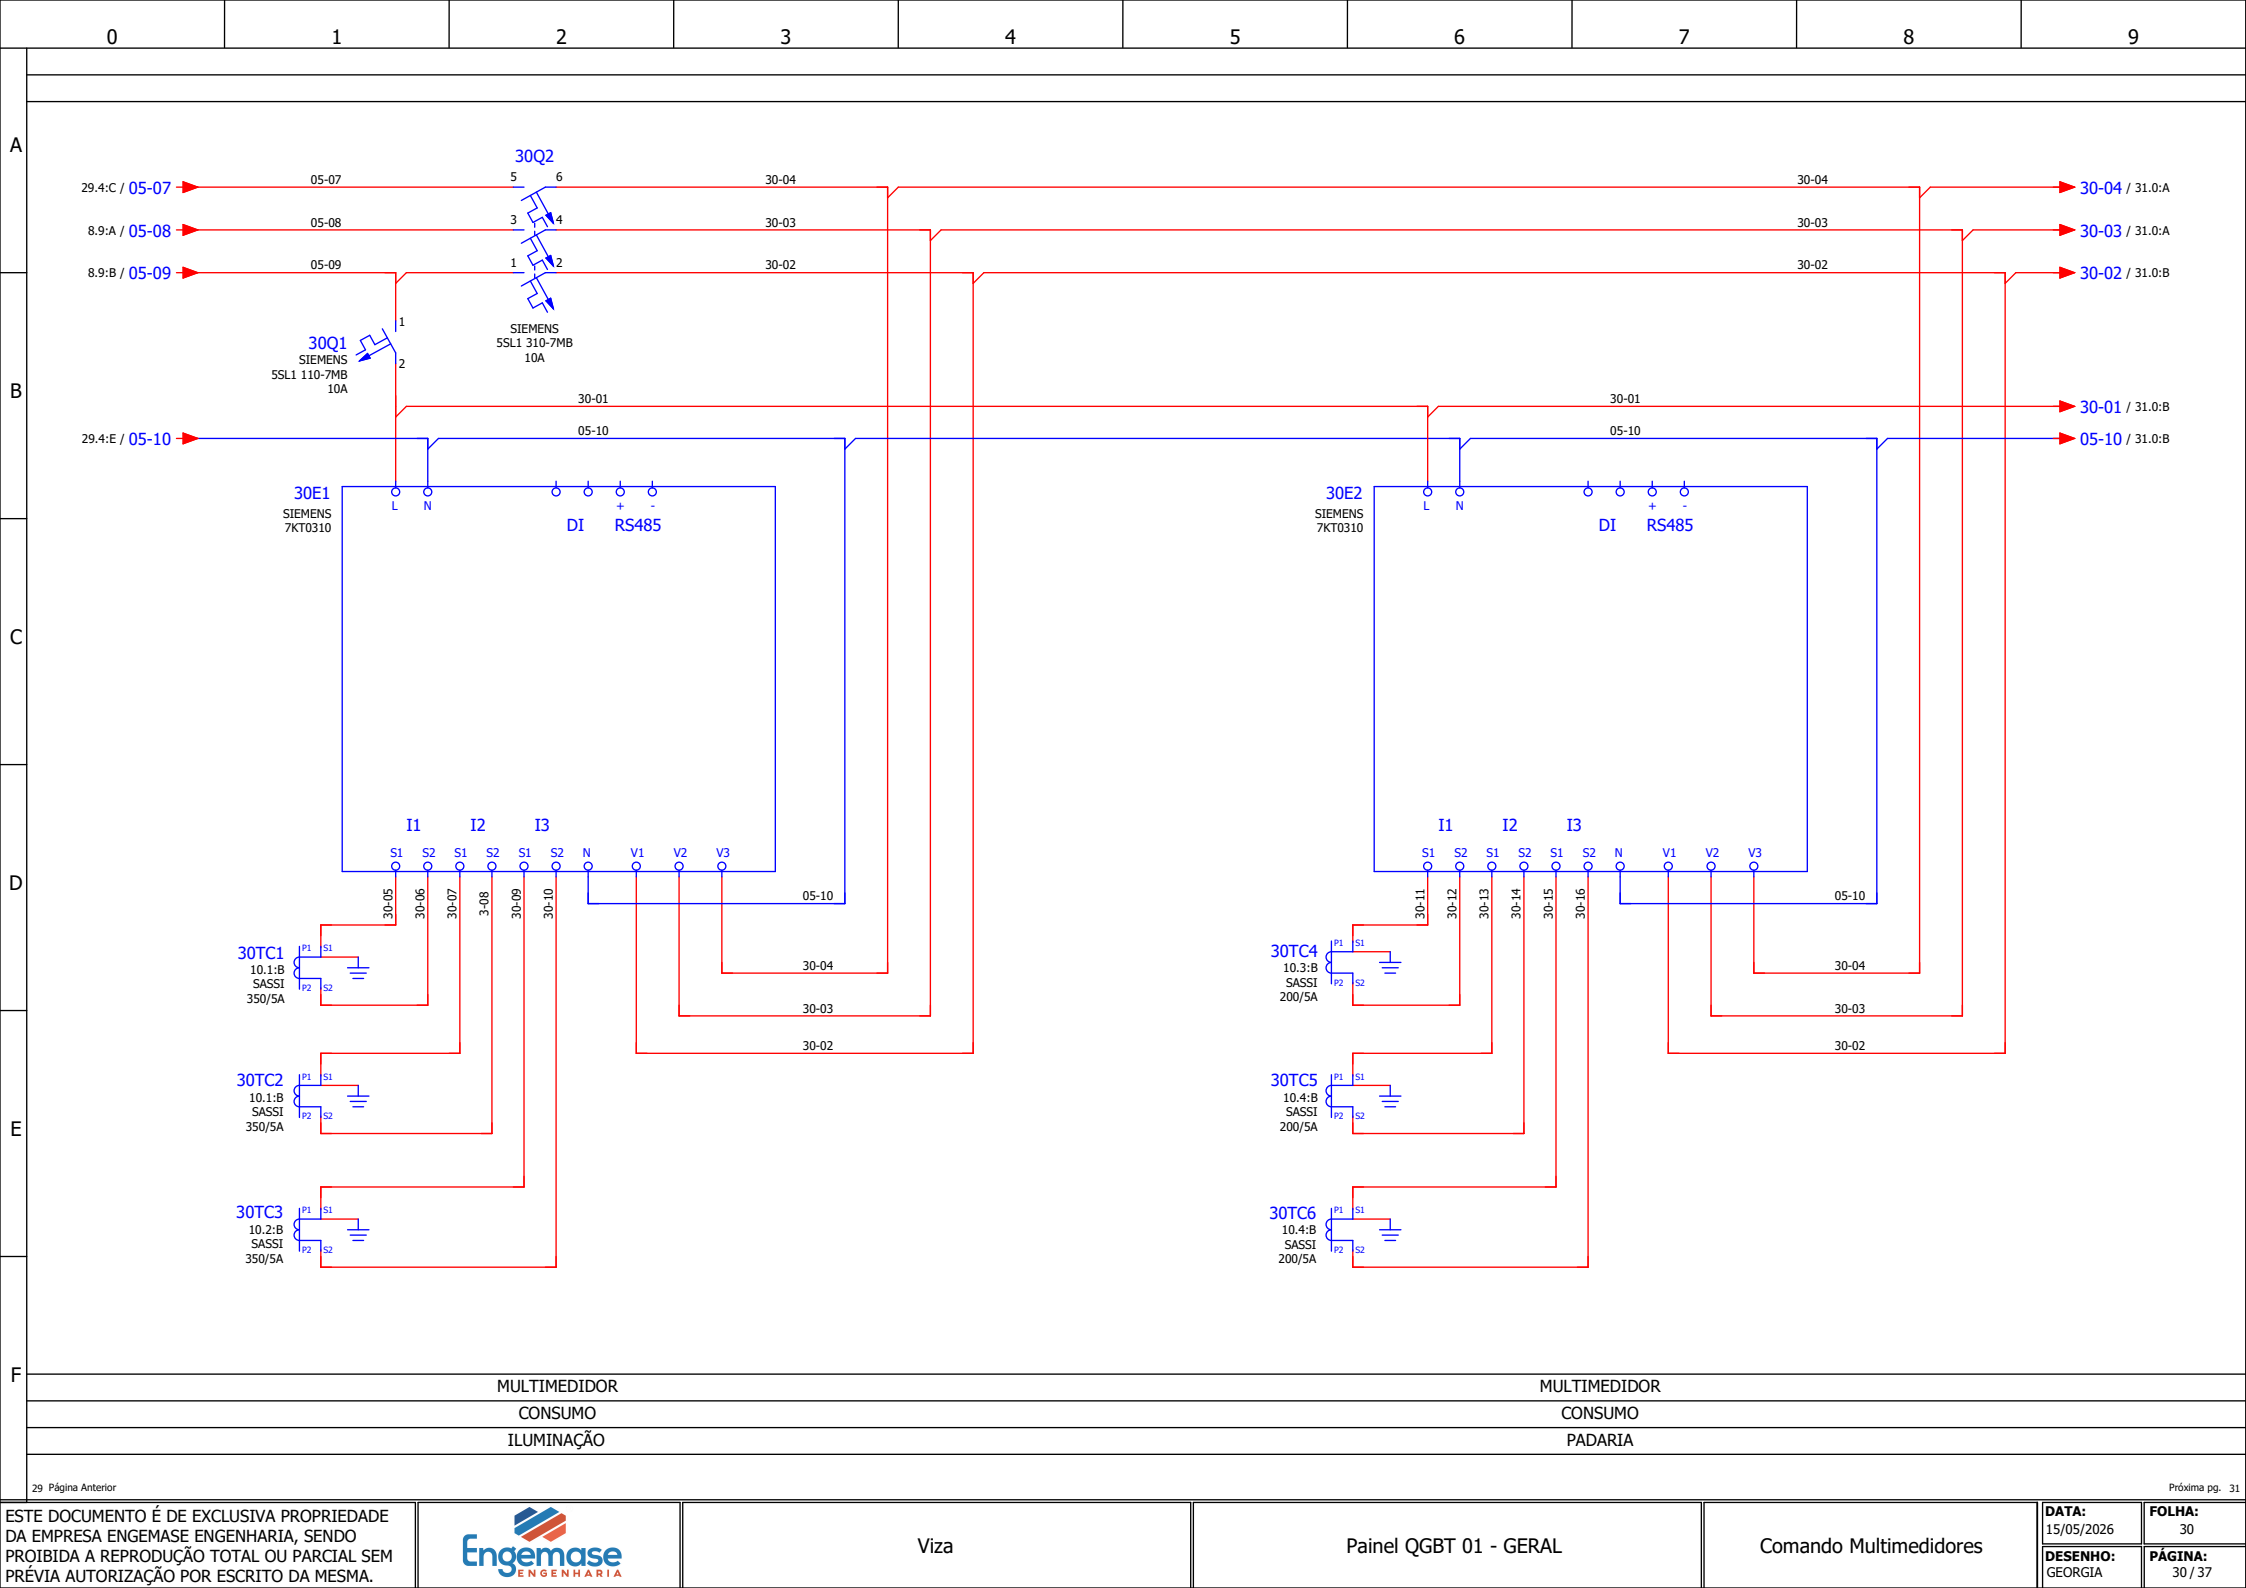 0 1 2 3 4 5 6 7 8 9
A
B
C
D
E
F
30Q2
29.4:C / 05-07
05-07
5 6
30-04
30-04
30-04 / 31.0:A
8.9:A / 05-08
05-08
3 4
30-03
30-03
30-03 / 31.0:A
8.9:B / 05-09
05-09
1 2
30-02
30-02
30-02 / 31.0:B
SIEMENS
5SL1 310-7MB
10A
1
30Q1
SIEMENS
5SL1 110-7MB
10A
2
30-01
30-01
30-01 / 31.0:B
29.4:E / 05-10
05-10
05-10
05-10 / 31.0:B
30E1
SIEMENS
7KT0310
L N + -
DI RS485
I1 I2 I3
S1 S2 S1 S2 S1 S2 N V1 V2 V3
30-05
30-06
30-07
3-08
30-09
30-10
05-10
30-04
30-03
30-02
30TC1
10.1:B
SASSI
350/5A
P1 S1
P2 S2
30TC2
10.1:B
SASSI
350/5A
P1 S1
P2 S2
30TC3
10.2:B
SASSI
350/5A
P1 S1
P2 S2
30E2
SIEMENS
7KT0310
L N + -
DI RS485
I1 I2 I3
S1 S2 S1 S2 S1 S2 N V1 V2 V3
30-11
30-12
30-13
30-14
30-15
30-16
05-10
30-04
30-03
30-02
30TC4
10.3:B
SASSI
200/5A
P1 S1
P2 S2
30TC5
10.4:B
SASSI
200/5A
P1 S1
P2 S2
30TC6
10.4:B
SASSI
200/5A
P1 S1
P2 S2
MULTIMEDIDOR MULTIMEDIDOR
CONSUMO CONSUMO
ILUMINAÇÃO PADARIA
29 Página Anterior
Próxima pg. 31
ESTE DOCUMENTO É DE EXCLUSIVA PROPRIEDADE
DA EMPRESA ENGEMASE ENGENHARIA, SENDO
PROIBIDA A REPRODUÇÃO TOTAL OU PARCIAL SEM
PRÉVIA AUTORIZAÇÃO POR ESCRITO DA MESMA.
Engemase
ENGENHARIA
Viza
Painel QGBT 01 - GERAL
Comando Multimedidores
DATA:
15/05/2026
FOLHA:
30
DESENHO:
GEORGIA
PÁGINA:
30 / 37